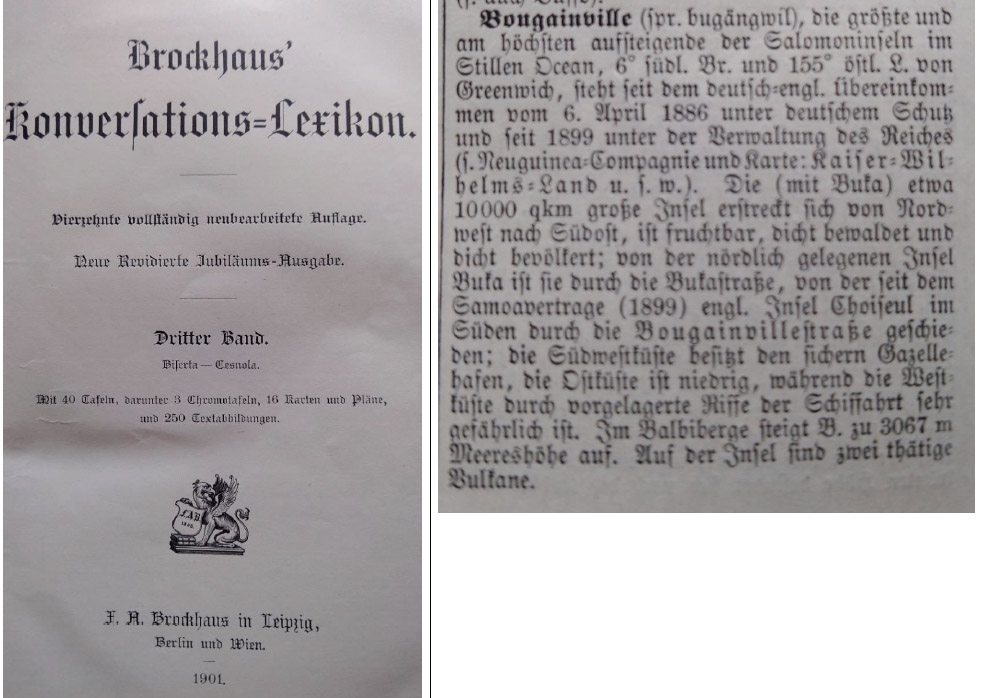 Brockhaus'
Konversations=Lexikon.
Vierzehnte vollständig neubearbeitete Auflage.
Neue Revidierte Jubiläums-Ausgabe.
Dritter Band.
Biserta — Cesnola.
Mit 40 Tafeln, darunter 3 Chromotafeln, 16 Karten und Pläne,
und 250 Textabbildungen.
FAB
F. A. Brockhaus in Leipzig,
Berlin und Wien.
1901.
Bougainville (spr. bugängwil), die größte und
am höchsten aufsteigende der Salomoninseln im
Stillen Ocean, 6° südl. Br. und 155° östl. L. von
Greenwich, steht seit dem deutsch=engl. Übereinkom=
men vom 6. April 1886 unter deutschem Schutz
und seit 1899 unter der Verwaltung des Reiches
(s. Neuguinea=Compagnie und Karte: Kaiser=Wil=
helms=Land u. s. w.). Die (mit Buka) etwa
10000 qkm große Insel erstreckt sich von Nord=
west nach Südost, ist fruchtbar, dicht bewaldet und
dicht bevölkert; von der nördlich gelegenen Insel
Buka ist sie durch die Bukastraße, von der seit dem
Samoavertrage (1899) engl. Insel Choiseul im
Süden durch die Bougainvillestraße geschie=
den; die Südwestküste besitzt den sichern Gazelle=
hafen, die Ostküste ist niedrig, während die West=
küste durch vorgelagerte Riffe der Schiffahrt sehr
gefährlich ist. Im Balbiberge steigt B. zu 3067 m
Meereshöhe auf. Auf der Insel sind zwei thätige
Vulkane.